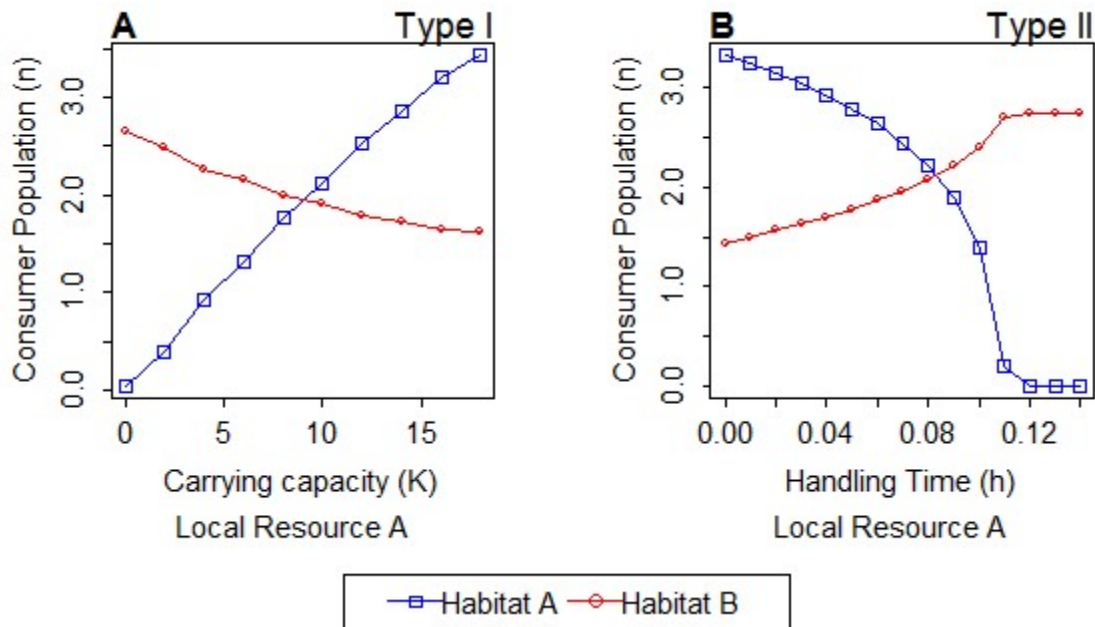 A Type I
3.0
2.0
1.0
0.0
Consumer Population (n)
0 5 10 15
Carrying capacity (K)
Local Resource A
B Type II
3.0
2.0
1.0
0.0
Consumer Population (n)
0.00 0.04 0.08 0.12
Handling Time (h)
Local Resource A
Habitat A Habitat B